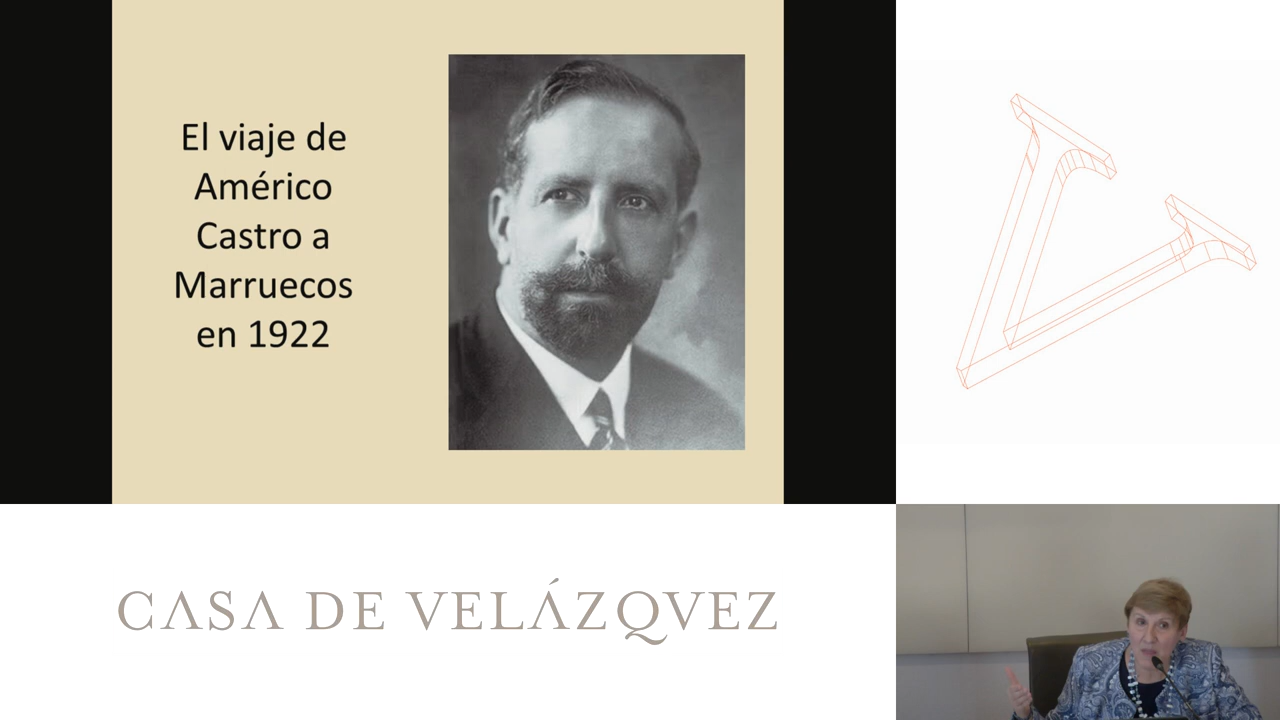 El viaje de
Américo
Castro a
Marruecos
en 1922
CASA DE VELÁZQVEZ